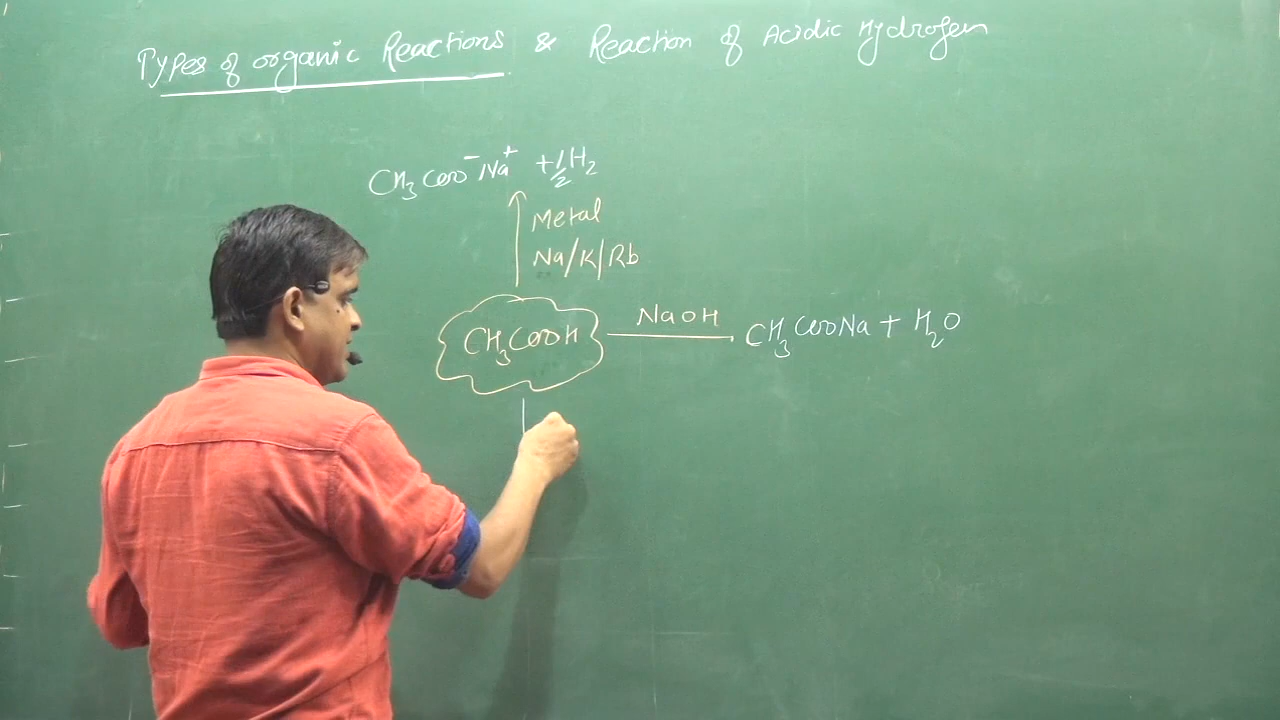 Types of organic Reactions & Reaction of Acidic Hydrogen
CH₃COO⁻Na⁺ + ½H₂
Metal
Na/K/Rb
CH₃COOH
NaOH
CH₃COONa + H₂O